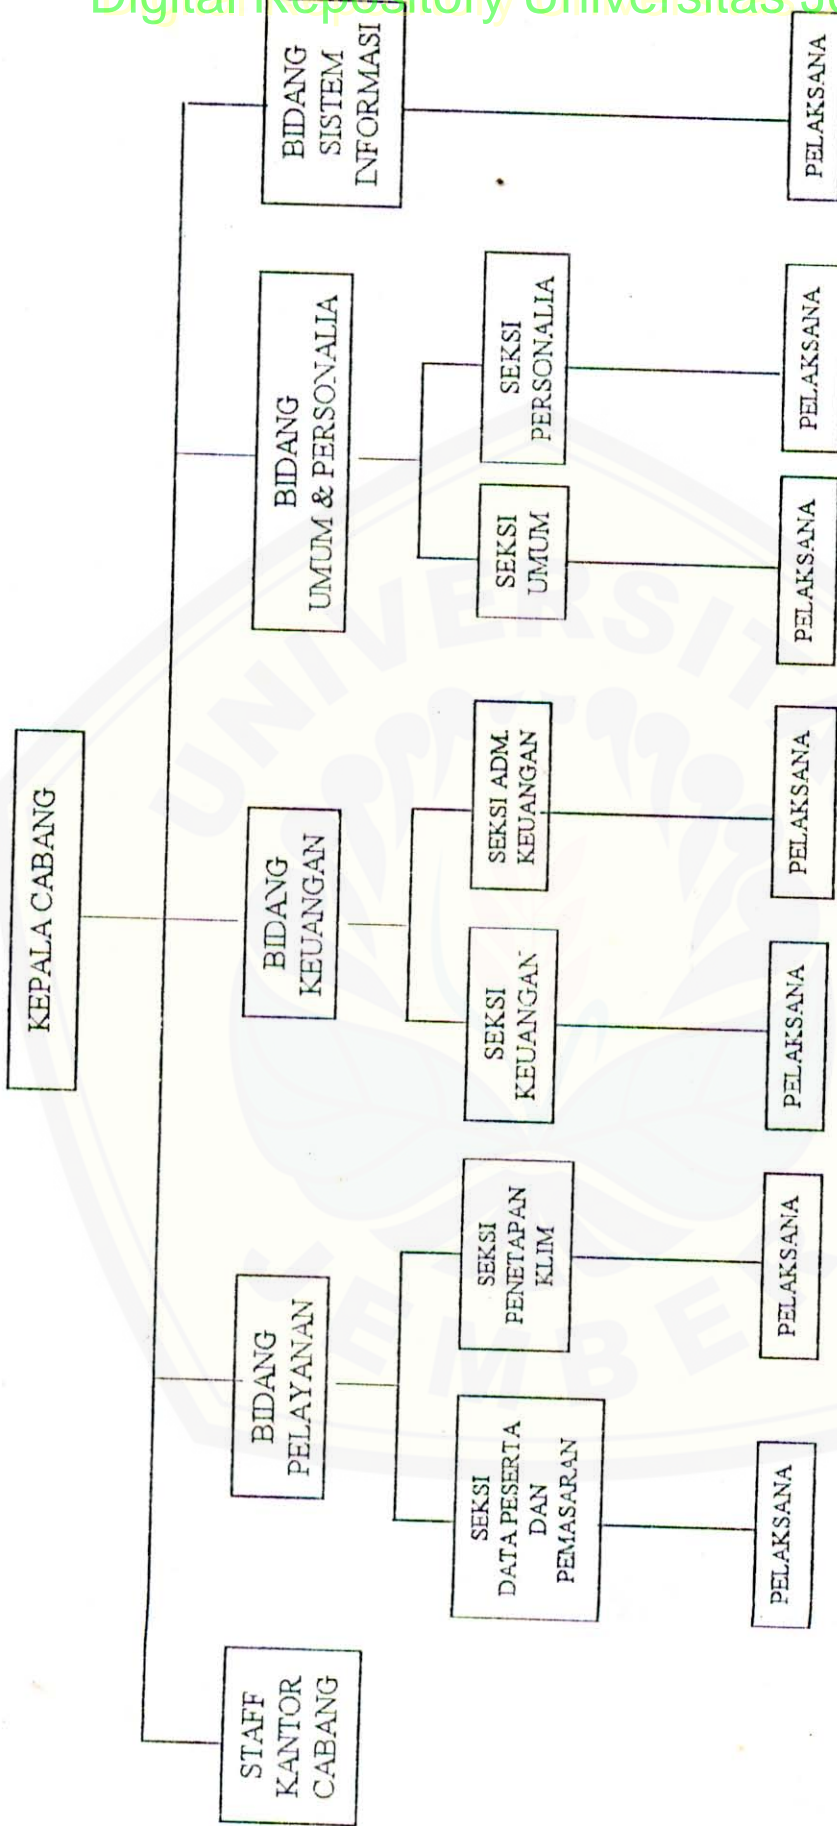 Digital Repository Universitas
KEPALA CABANG
STAFF
KANTOR
CABANG
BIDANG
PELAYANAN
BIDANG
KEUANGAN
BIDANG
UMUM & PERSONALIA
BIDANG
SISTEM
INFORMASI
SEKSI
DATA PESERTA
DAN
PEMASARAN
SEKSI
PENETAPAN
KLIM
SEKSI
KEUANGAN
SEKSI ADM.
KEUANGAN
SEKSI
UMUM
SEKSI
PERSONALIA
PELAKSANA
PELAKSANA
PELAKSANA
PELAKSANA
PELAKSANA
PELAKSANA
PELAKSANA
UNIVERSITA
JEMBE